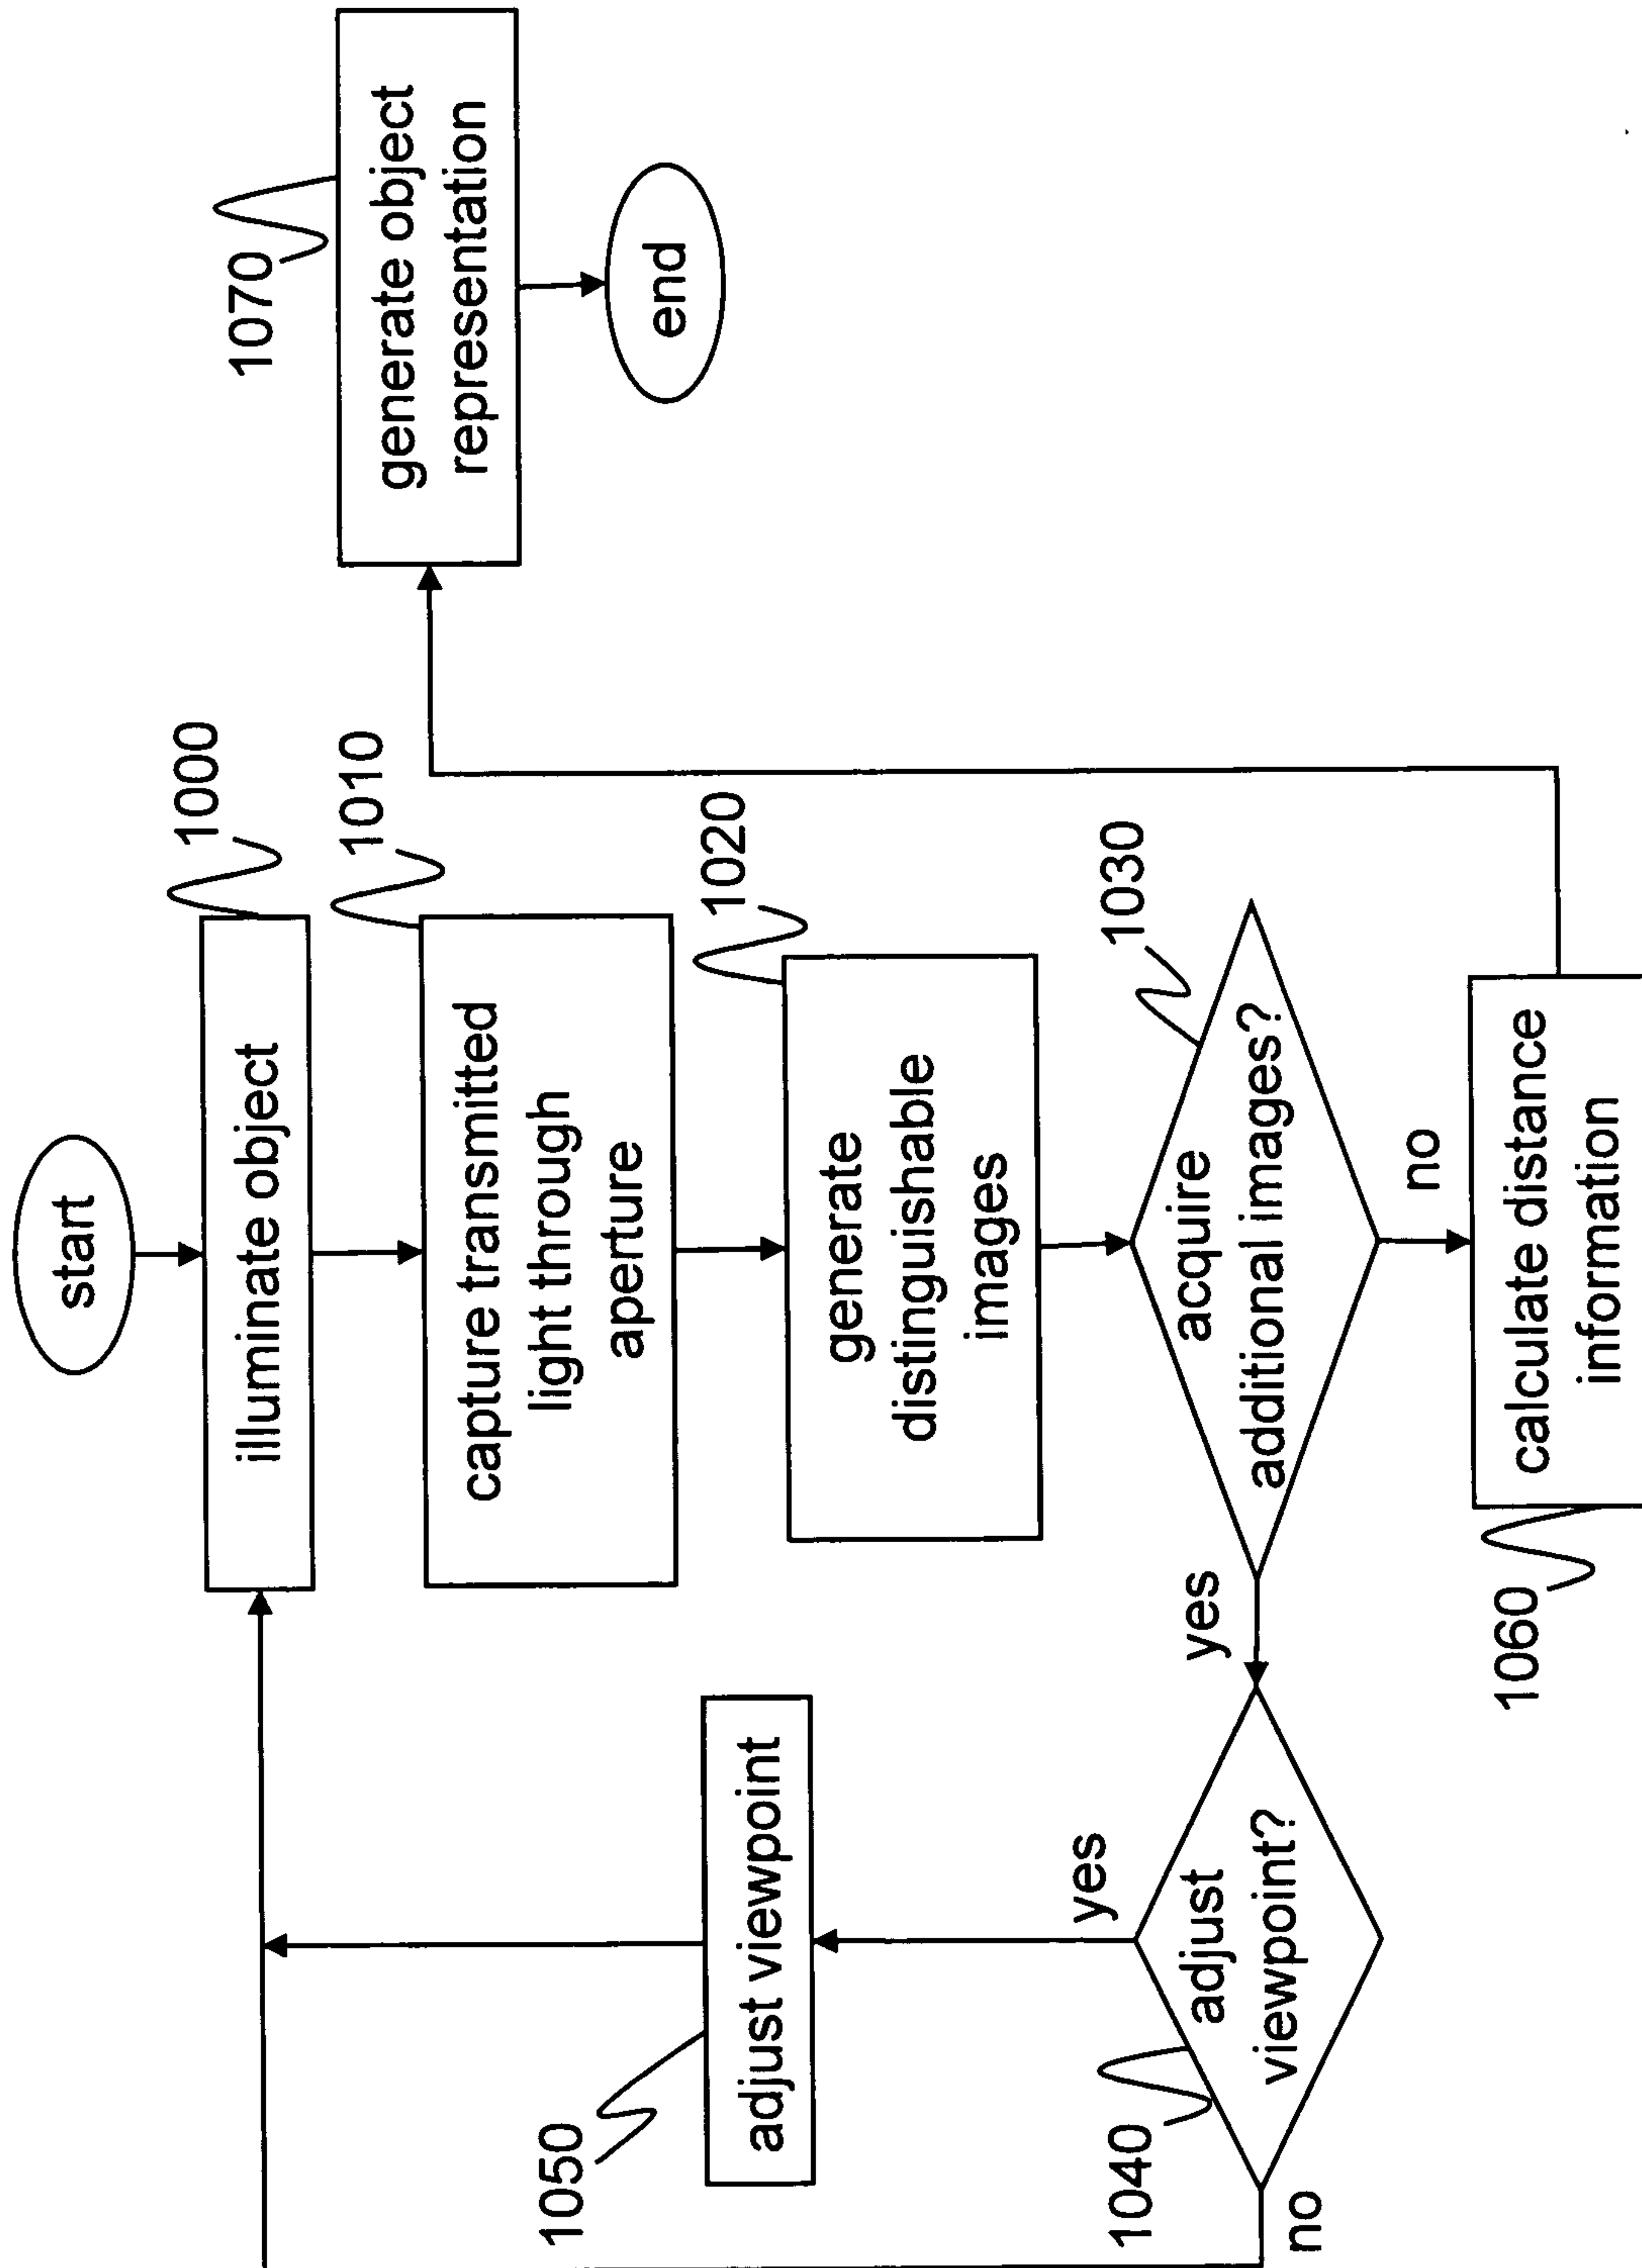 start
illuminate object
1000
capture transmitted
light through
aperture
1010
generate
distinguishable
images
1020
acquire
additional images?
1030
yes
no
adjust
viewpoint?
1040
yes
no
adjust viewpoint
1050
calculate distance
information
1060
generate object
representation
1070
end